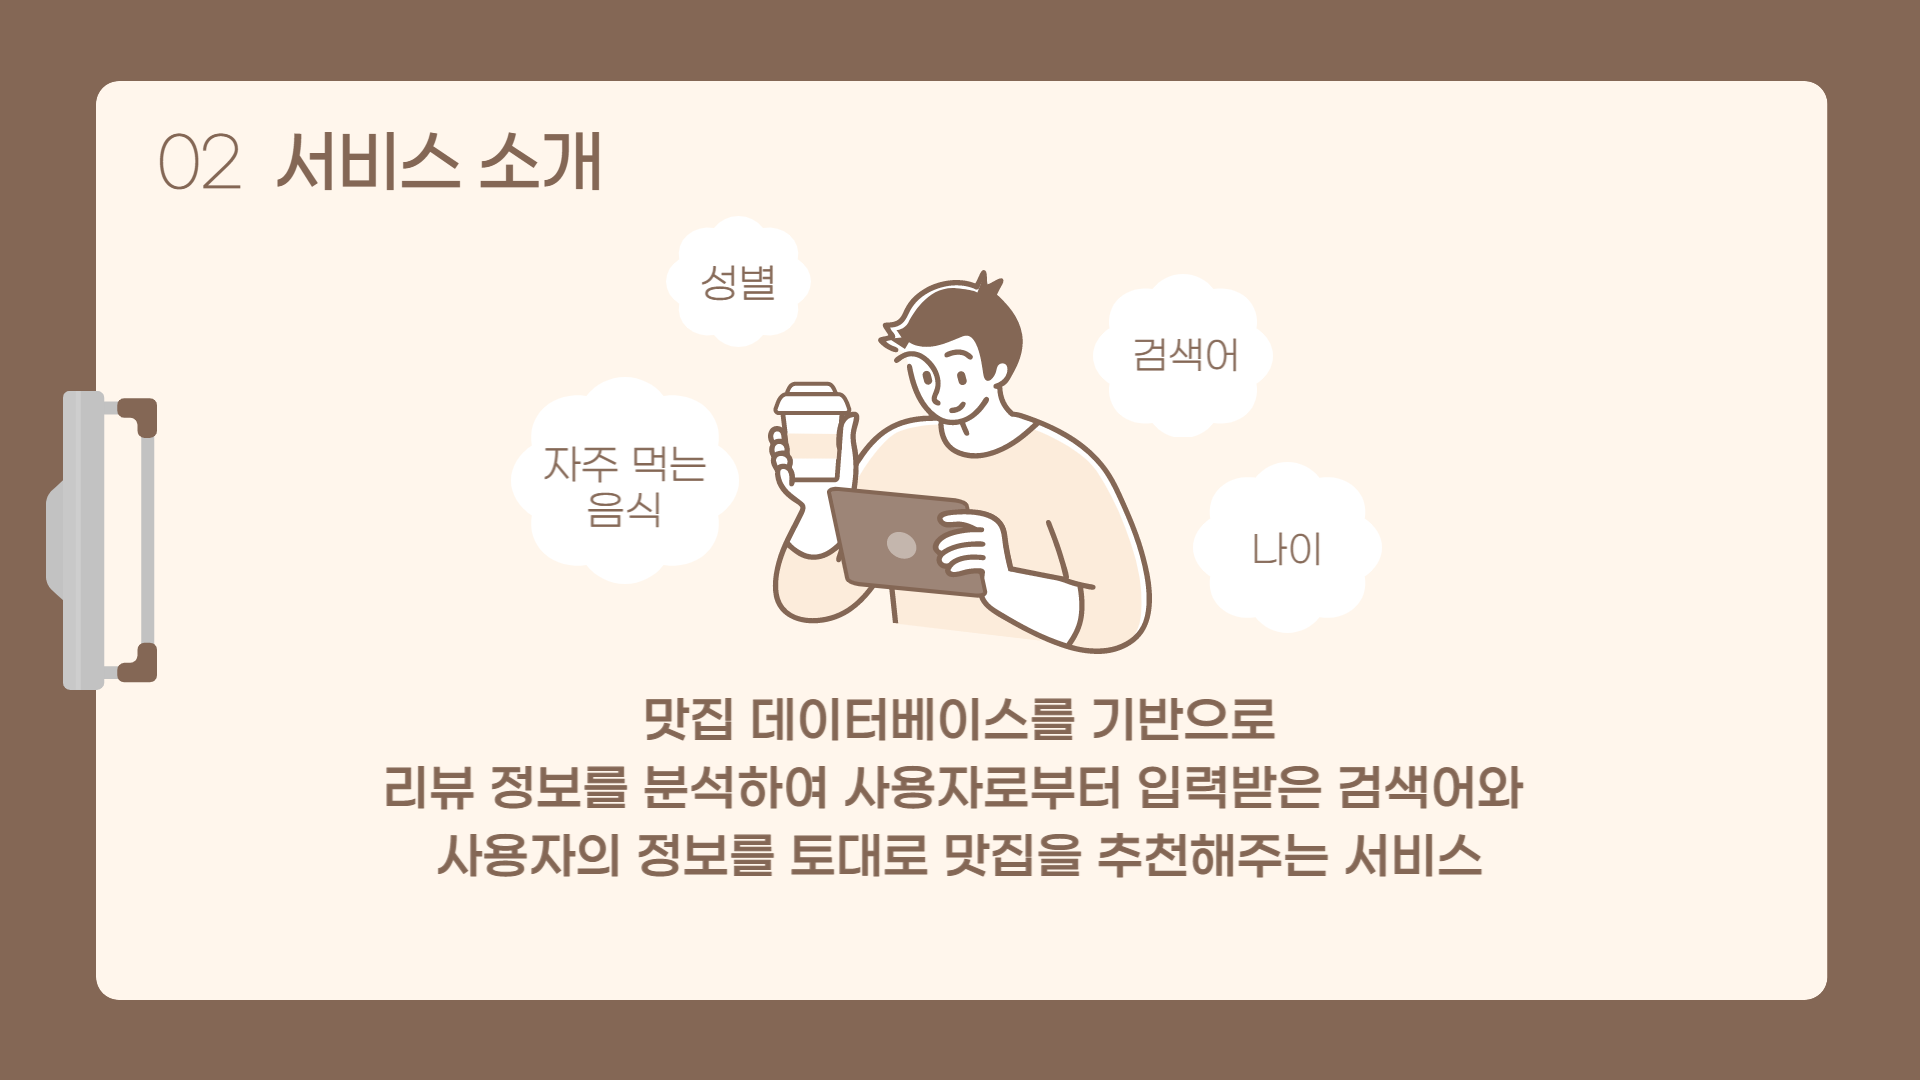 02 서비스 소개
성별
검색어
자주 먹는
음식
나이
맛집 데이터베이스를 기반으로
리뷰 정보를 분석하여 사용자로부터 입력받은 검색어와
사용자의 정보를 토대로 맛집을 추천해주는 서비스